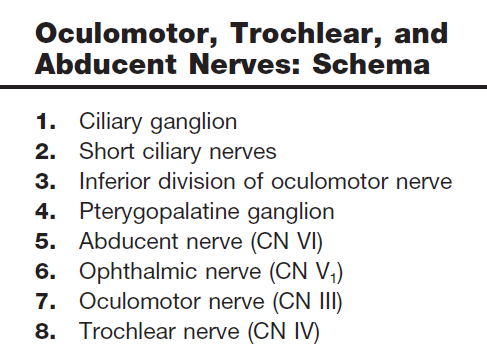 Oculomotor, Trochlear, and
Abducent Nerves: Schema
1. Ciliary ganglion
2. Short ciliary nerves
3. Inferior division of oculomotor nerve
4. Pterygopalatine ganglion
5. Abducent nerve (CN VI)
6. Ophthalmic nerve (CN V₁)
7. Oculomotor nerve (CN III)
8. Trochlear nerve (CN IV)